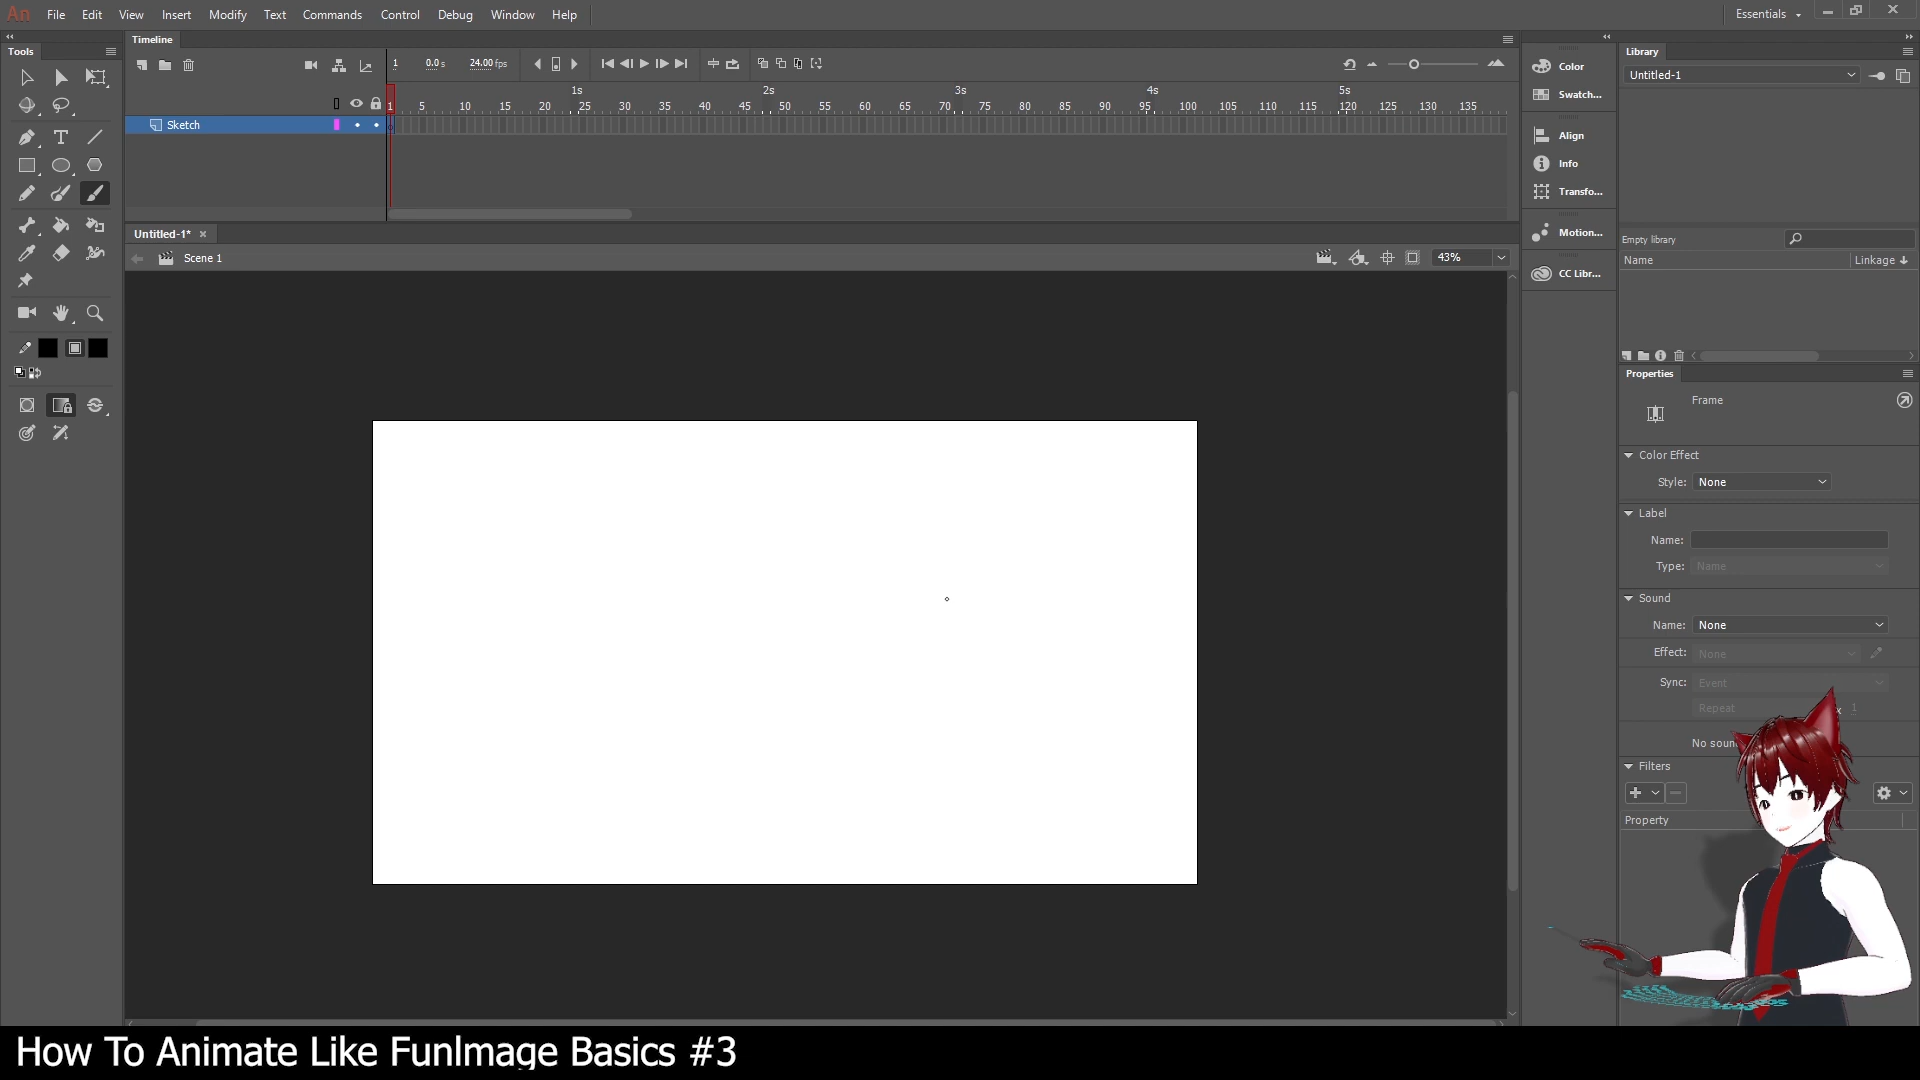 An File Edit View Insert Modify Text Commands Control Debug Window Help Essentials
Tools
Timeline
Library
1 0.0 s 24.00 fps
Color
Untitled-1
Swatch...
1s 2s 3s 4s 5s
1 5 10 15 20 25 30 35 40 45 50 55 60 65 70 75 80 85 90 95 100 105 110 115 120 125 130 135
Sketch
Align
Info
Transfo...
Untitled-1*
Motion...
Empty library
Scene 1
43%
Name Linkage
CC Libr...
Properties
Frame
Color Effect
Style: None
Label
Name:
Type: Name
Sound
Name: None
Effect: None
Sync: Event
Repeat x 1
No soun
Filters
Property
How To Animate Like FunImage Basics #3